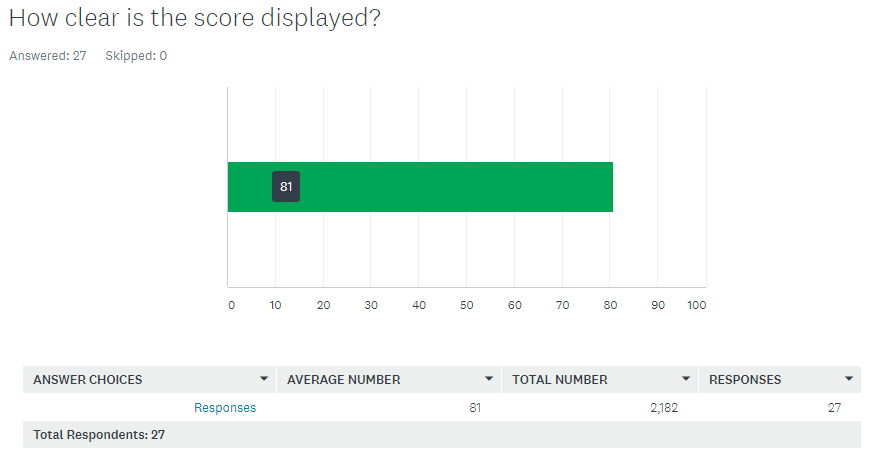 How clear is the score displayed?
Answered: 27 Skipped: 0
81
0 10 20 30 40 50 60 70 80 90 100
ANSWER CHOICES AVERAGE NUMBER TOTAL NUMBER RESPONSES
Responses 81 2,182 27
Total Respondents: 27